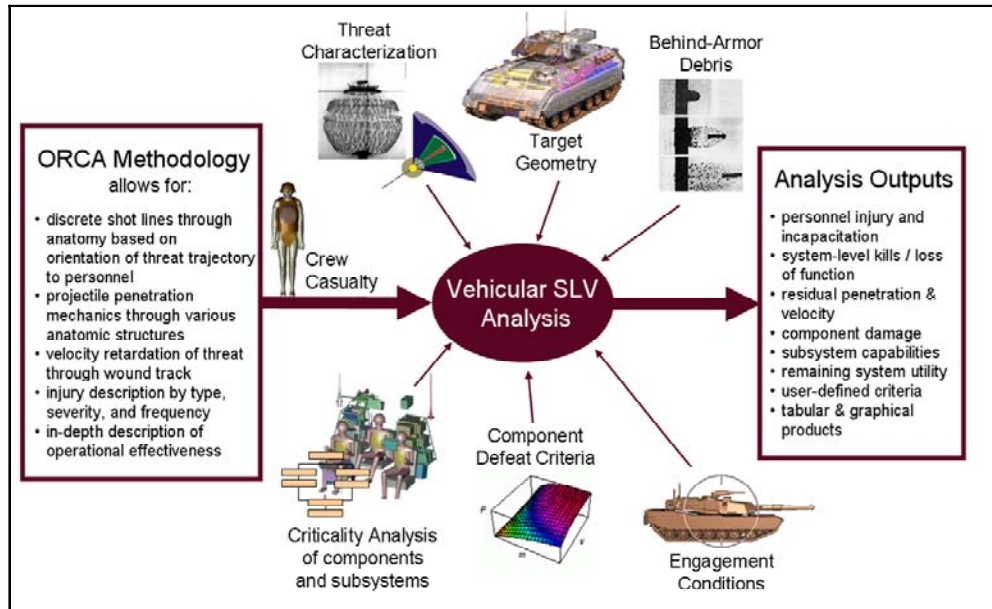 Threat
Characterization
Target
Geometry
Behind-Armor
Debris
ORCA Methodology
allows for:
• discrete shot lines through
anatomy based on
orientation of threat trajectory
to personnel
• projectile penetration
mechanics through various
anatomic structures
• velocity retardation of threat
through wound track
• injury description by type,
severity, and frequency
• in-depth description of
operational effectiveness
Crew
Casualty
Vehicular SLV
Analysis
Analysis Outputs
• personnel injury and
incapacitation
• system-level kills / loss
of function
• residual penetration &
velocity
• component damage
• subsystem capabilities
• remaining system utility
• user-defined criteria
• tabular & graphical
products
Criticality Analysis
of components
and subsystems
Component
Defeat Criteria
P
m
v
Engagement
Conditions